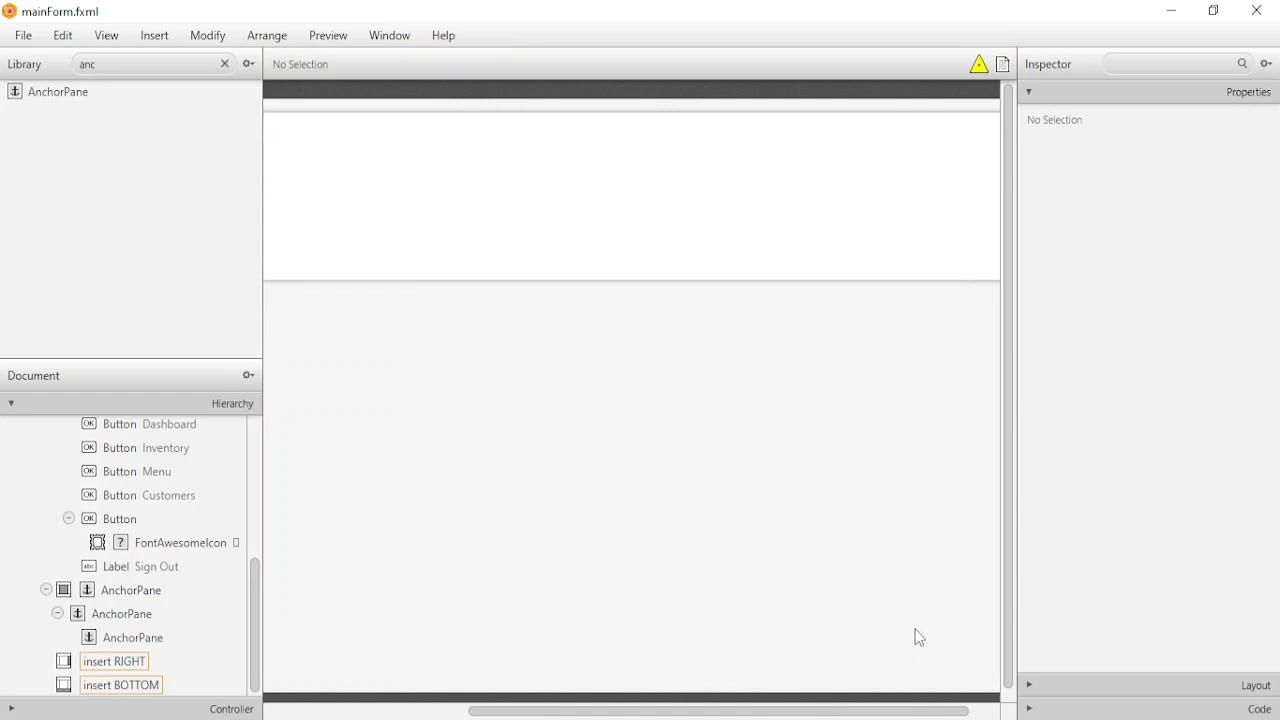 mainForm.fxml
File Edit View Insert Modify Arrange Preview Window Help
Library anc
No Selection
Inspector
AnchorPane
Properties
No Selection
Document
Hierarchy
Button Dashboard
Button Inventory
Button Menu
Button Customers
Button
FontAwesomeIcon
Label Sign Out
AnchorPane
AnchorPane
AnchorPane
insert RIGHT
insert BOTTOM
Controller
Layout
Code